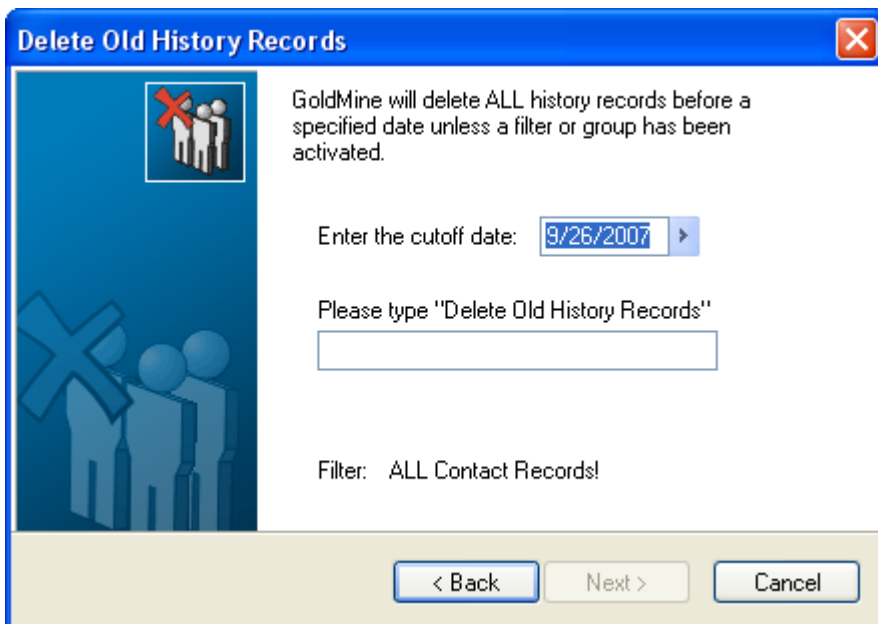 Delete Old History Records
GoldMine will delete ALL history records before a
specified date unless a filter or group has been
activated.
Enter the cutoff date: 9/26/2007
Please type "Delete Old History Records"
Filter: ALL Contact Records!
< Back Next > Cancel